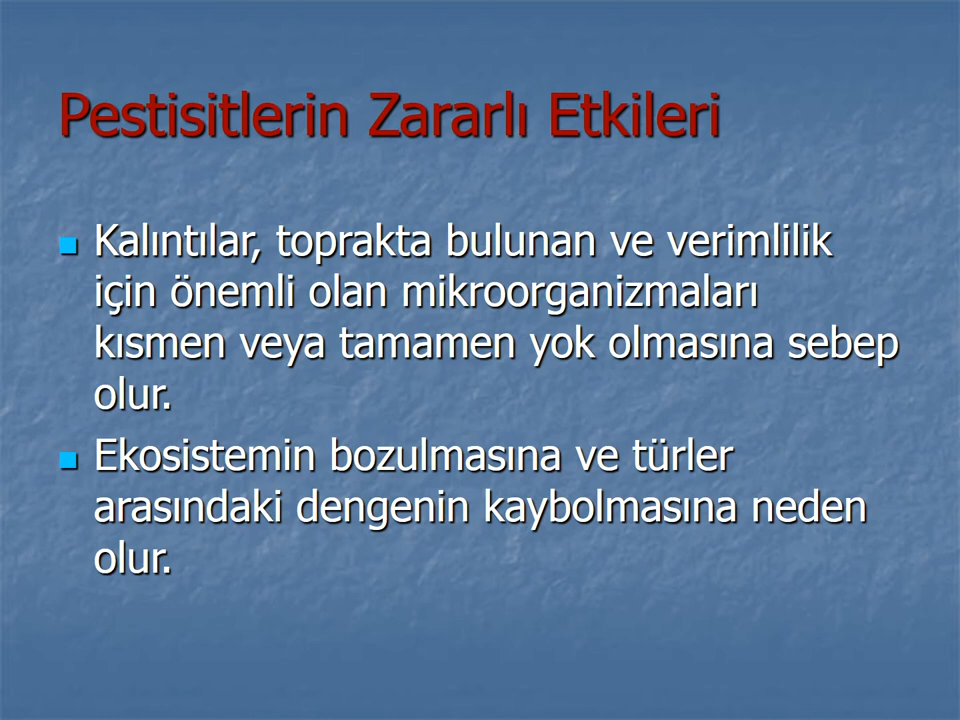 Pestisitlerin Zararlı Etkileri
Kalıntılar, toprakta bulunan ve verimlilik
için önemli olan mikroorganizmaları
kısmen veya tamamen yok olmasına sebep
olur.
Ekosistemin bozulmasına ve türler
arasındaki dengenin kaybolmasına neden
olur.